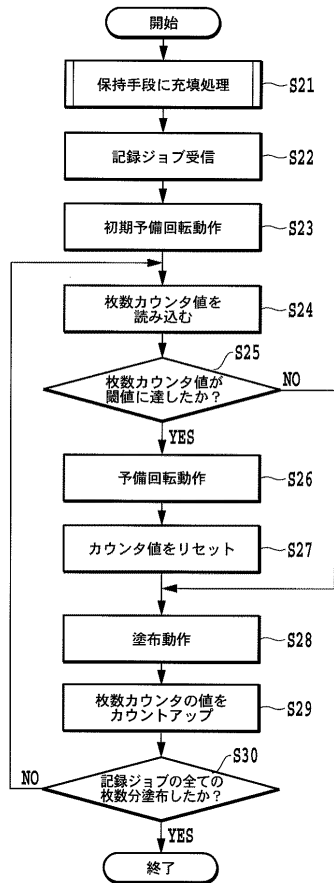 開始
保持手段に充填処理
S21
記録ジョブ受信
S22
初期予備回転動作
S23
枚数カウンタ値を
読み込む
S24
S25
枚数カウンタ値が
閾値に達したか？
NO
YES
予備回転動作
S26
カウンタ値をリセット
S27
塗布動作
S28
枚数カウンタの値を
カウントアップ
S29
S30
NO
記録ジョブの全ての
枚数分塗布したか？
YES
終了